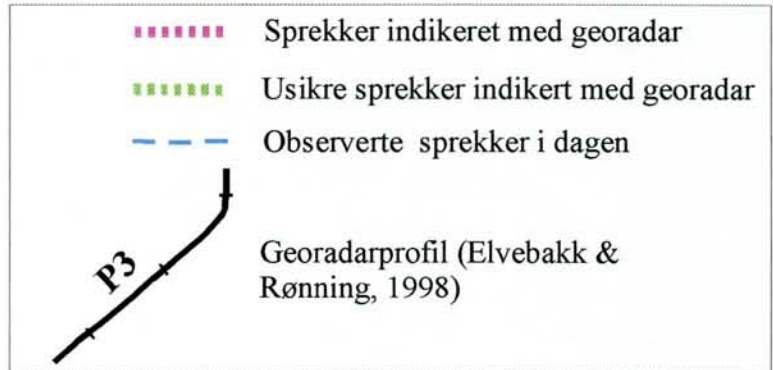 Sprekker indikeret med georadar
Usikre sprekker indikert med georadar
Observerte sprekker i dagen
P3
Georadarprofil (Elvebakk &
Rønning, 1998)